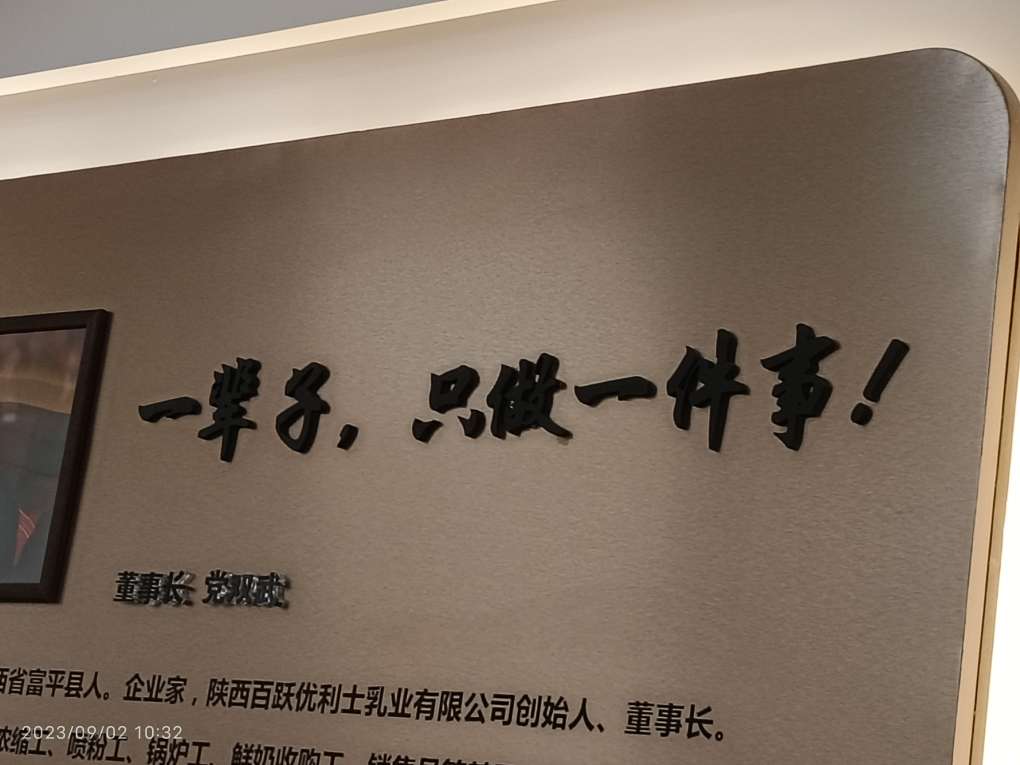 一辈子，只做一件事！
董事长 党双武
西省富平县人。企业家，陕西百跃优利士乳业有限公司创始人、董事长。
2023/09/02 10:32
浓缩工、喷粉工、锅炉工、鲜奶收购工、销售